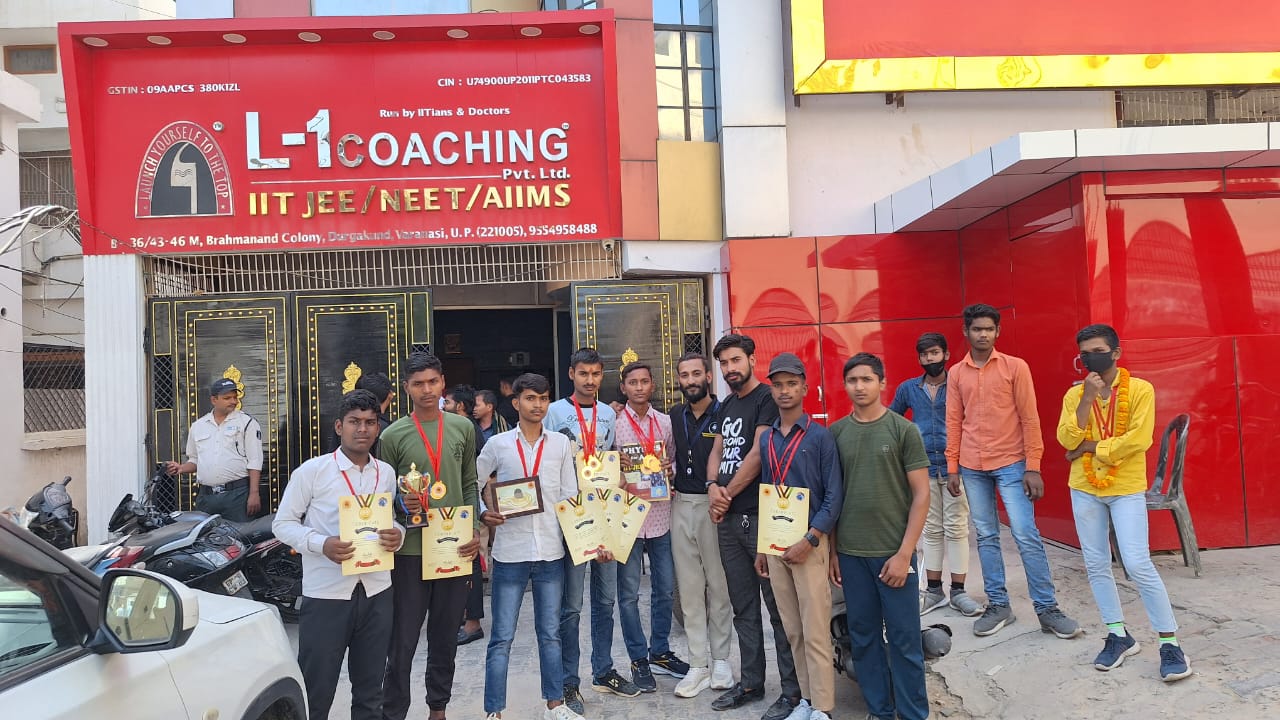 GSTIN : 09AAPCS 380K1ZL
CIN : U74900UP2011PTC043583
Run by IITians & Doctors
LAUNCH YOURSELF TO THE TOP
L-1 COACHING
Pvt. Ltd.
IIT JEE/NEET/AIIMS
B - 36/43-46 M, Brahmanand Colony, Durgakund, Varanasi, U. P. (221005), 9554958488
GO
BEYOND
YOUR
LIMITS